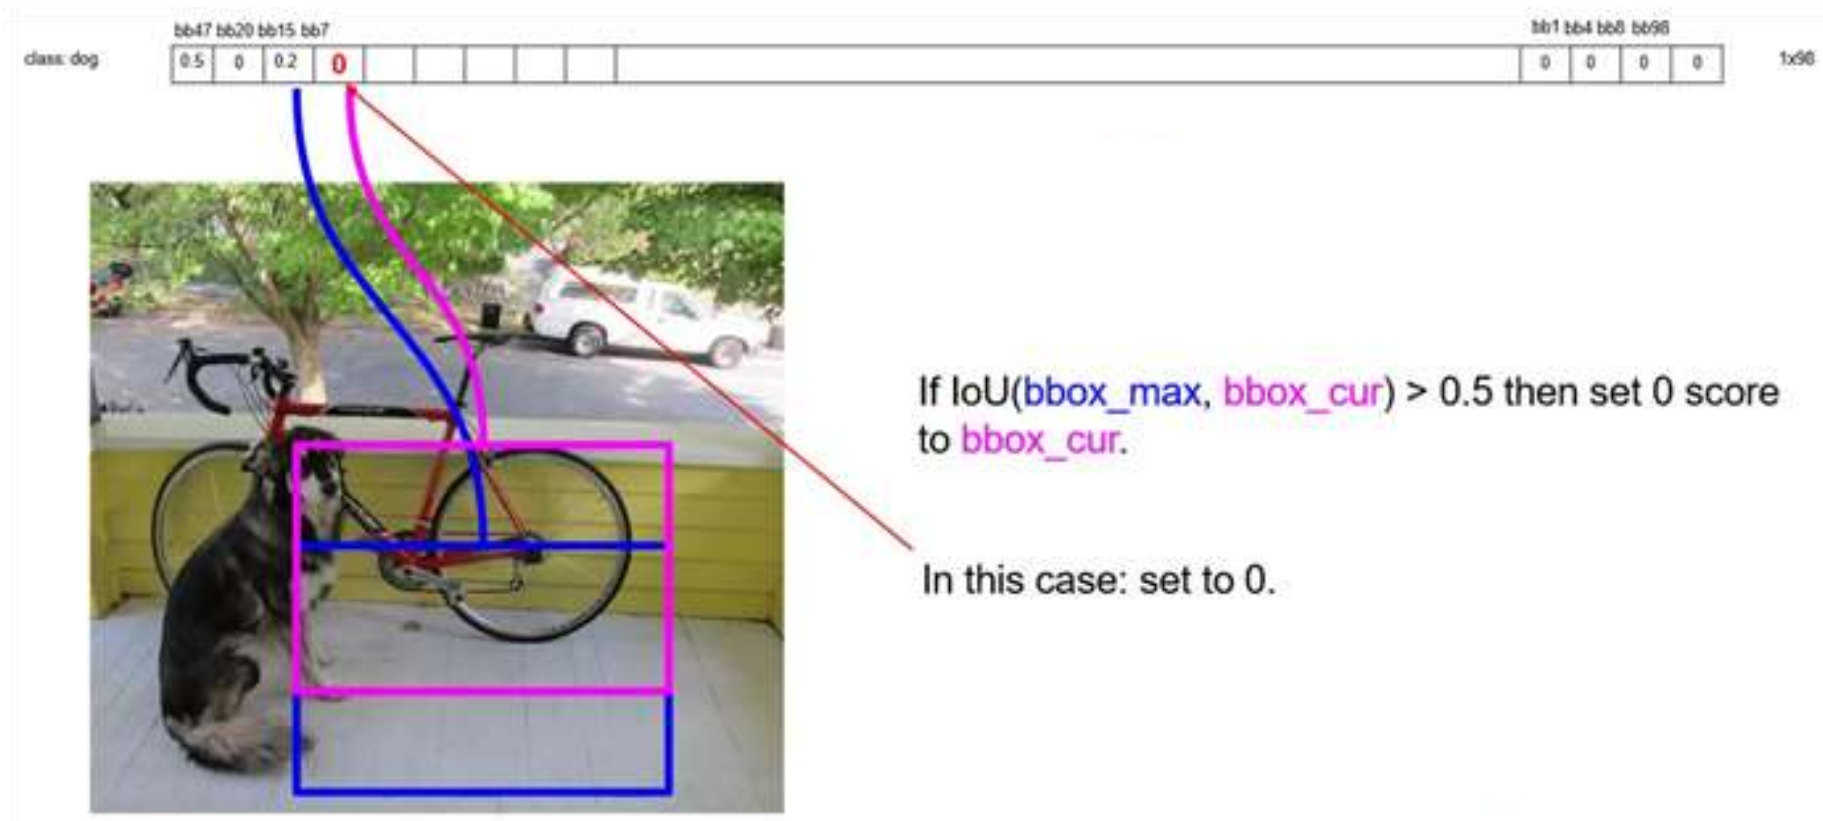 bb47 bb20 bb15 bb7
bb1 bb4 bb8 bb98
class: dog 0.5 0 0.2 0 0 0 0 0 1x98
If IoU(bbox_max, bbox_cur) > 0.5 then set 0 score
to bbox_cur.
In this case: set to 0.